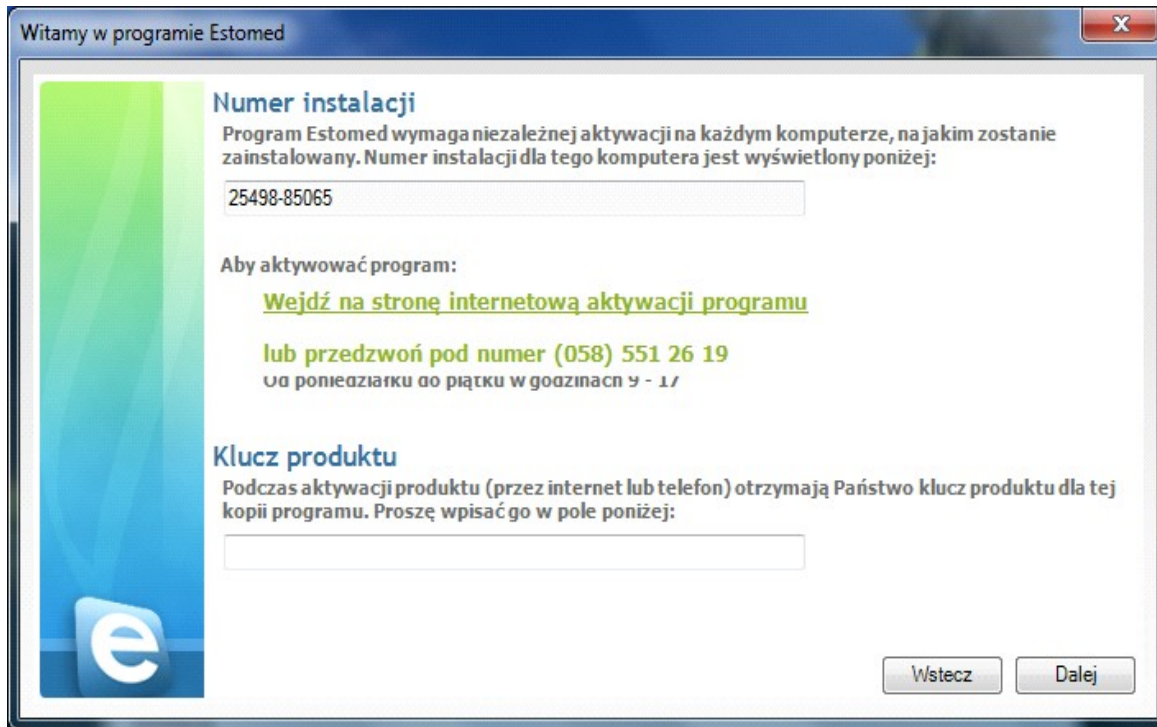 Witamy w programie Estomed
Numer instalacji
Program Estomed wymaga niezależnej aktywacji na każdym komputerze, na jakim zostanie
zainstalowany. Numer instalacji dla tego komputera jest wyświetlony poniżej:
25498-85065
Aby aktywować program:
Wejdź na stronę internetową aktywacji programu
lub przedzwoń pod numer (058) 551 26 19
Od poniedziałku do piątku w godzinach 9 - 17
Klucz produktu
Podczas aktywacji produktu (przez internet lub telefon) otrzymają Państwo klucz produktu dla tej
kopii programu. Proszę wpisać go w pole poniżej:
e
Wstecz Dalej